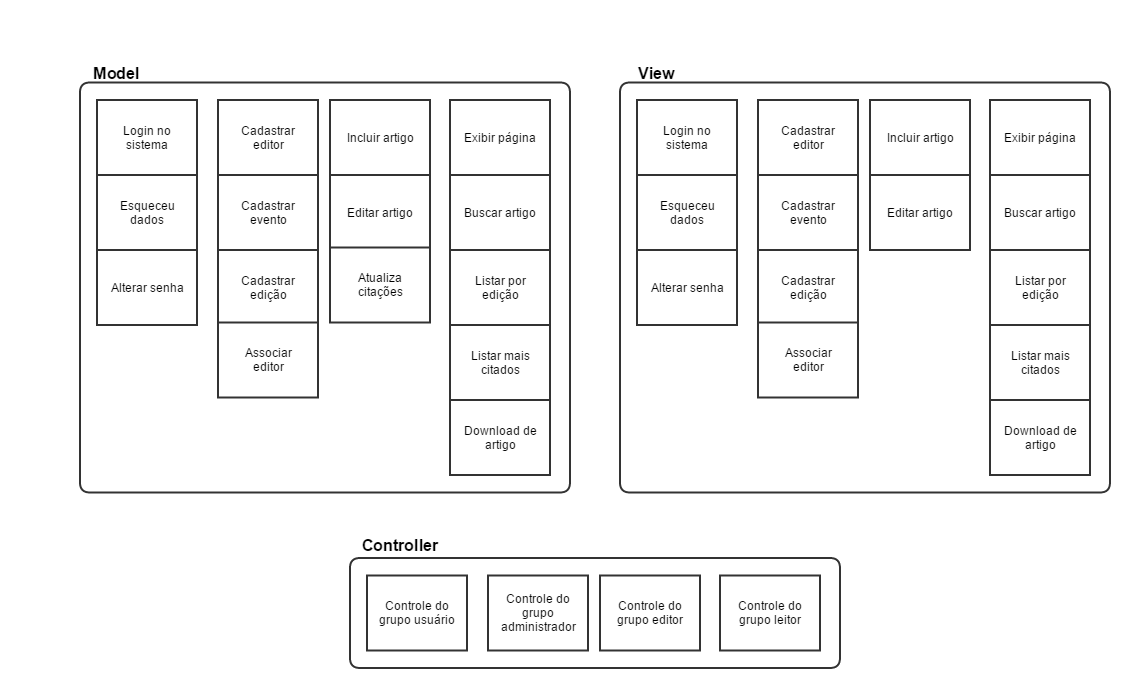 Model
Login no
sistema
Esqueceu
dados
Alterar senha
Cadastrar
editor
Cadastrar
evento
Cadastrar
edição
Associar
editor
Incluir artigo
Editar artigo
Atualiza
citações
Exibir página
Buscar artigo
Listar por
edição
Listar mais
citados
Download de
artigo
View
Login no
sistema
Esqueceu
dados
Alterar senha
Cadastrar
editor
Cadastrar
evento
Cadastrar
edição
Associar
editor
Incluir artigo
Editar artigo
Exibir página
Buscar artigo
Listar por
edição
Listar mais
citados
Download de
artigo
Controller
Controle do
grupo usuário
Controle do
grupo
administrador
Controle do
grupo editor
Controle do
grupo leitor